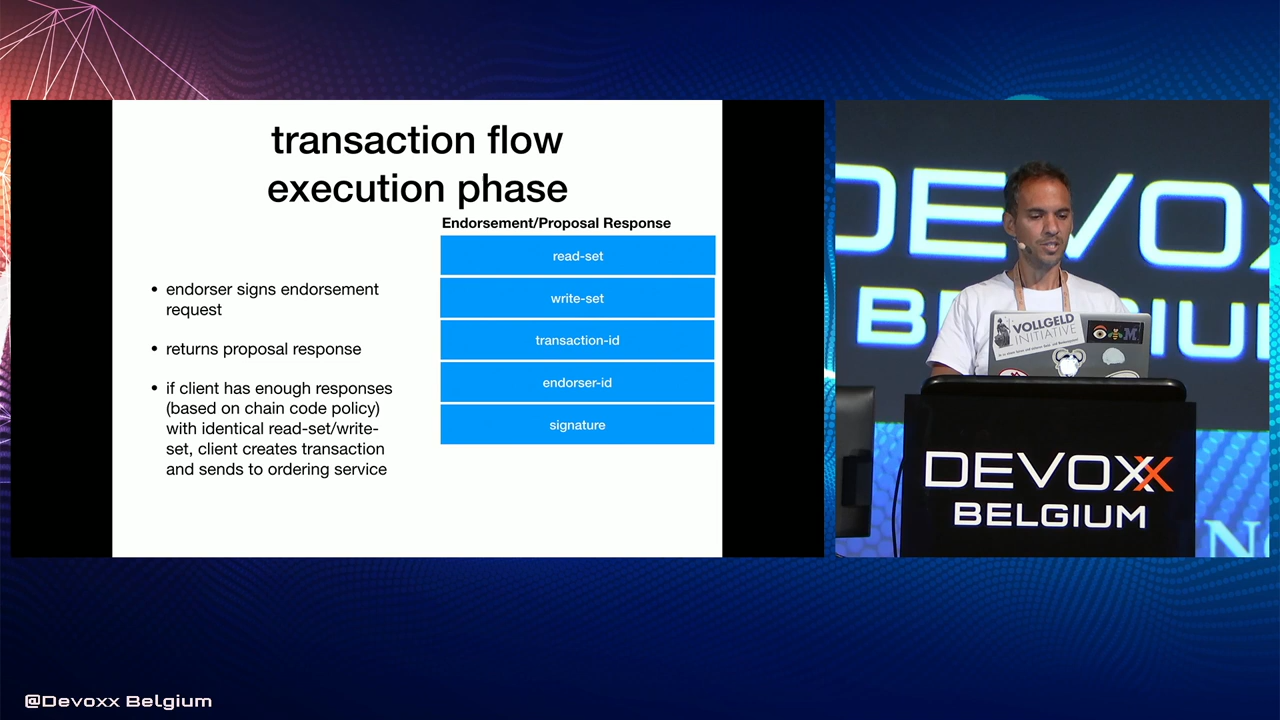 transaction flow
execution phase
Endorsement/Proposal Response
read-set
write-set
transaction-id
endorser-id
signature
• endorser signs endorsement
request
• returns proposal response
• if client has enough responses
(based on chain code policy)
with identical read-set/write-
set, client creates transaction
and sends to ordering service
DEVOX
BELGIUM
VOLLGELD
INITIATIVE
M
DEVOXX
BELGIUM
@Devoxx Belgium